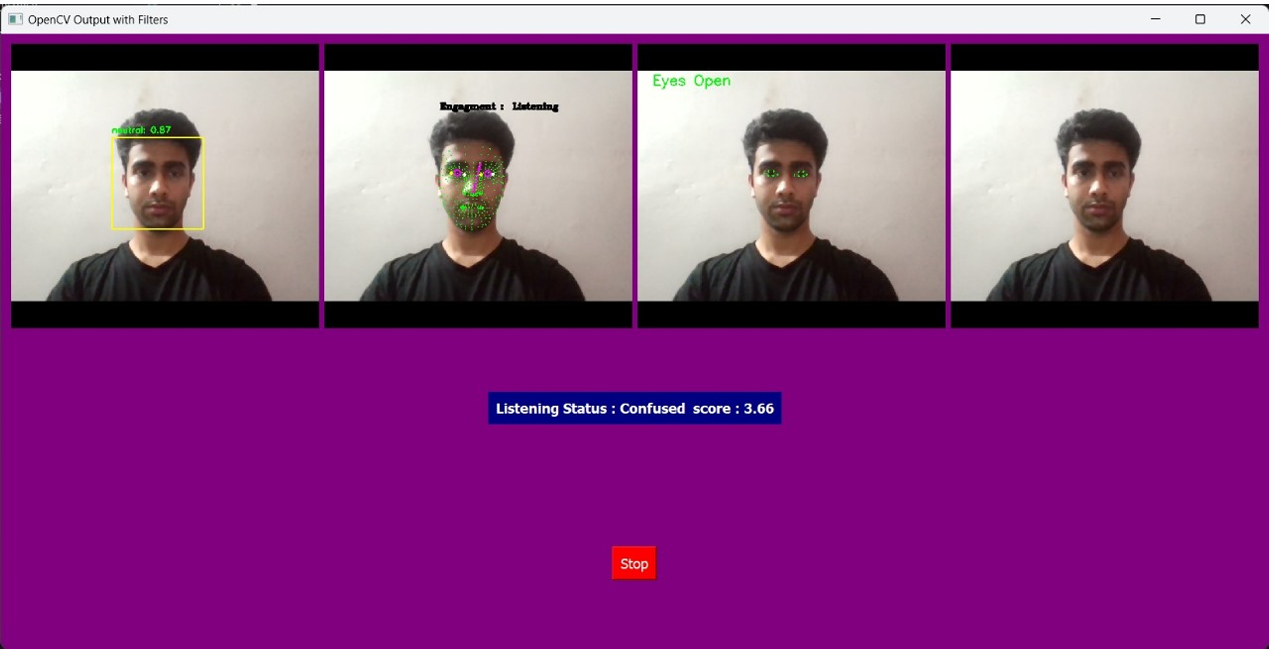 OpenCV Output with Filters
neutral: 0.87
Engagment : Listening
Eyes Open
Listening Status : Confused score : 3.66
Stop